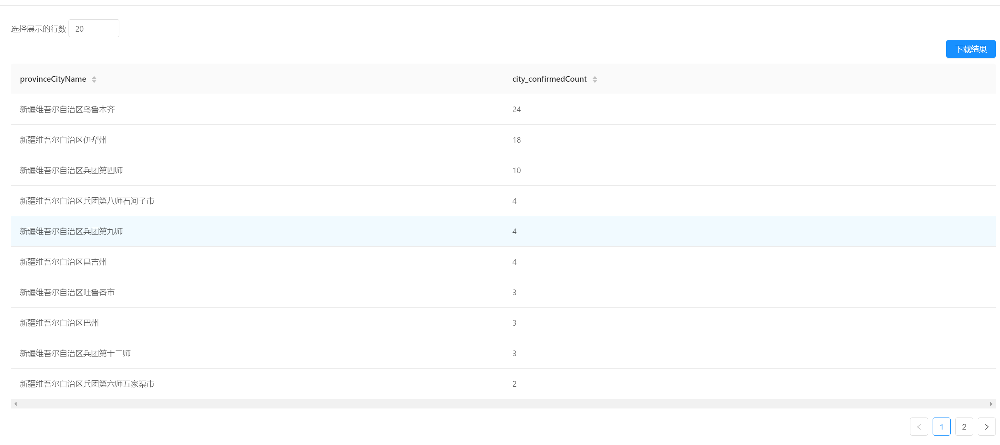 选择展示的行数 20
下载结果
provinceCityName city_confirmedCount
新疆维吾尔自治区乌鲁木齐 24
新疆维吾尔自治区伊犁州 18
新疆维吾尔自治区兵团第四师 10
新疆维吾尔自治区兵团第八师石河子市 4
新疆维吾尔自治区兵团第九师 4
新疆维吾尔自治区昌吉州 4
新疆维吾尔自治区吐鲁番市 3
新疆维吾尔自治区巴州 3
新疆维吾尔自治区兵团第十二师 3
新疆维吾尔自治区兵团第六师五家渠市 2
1 2